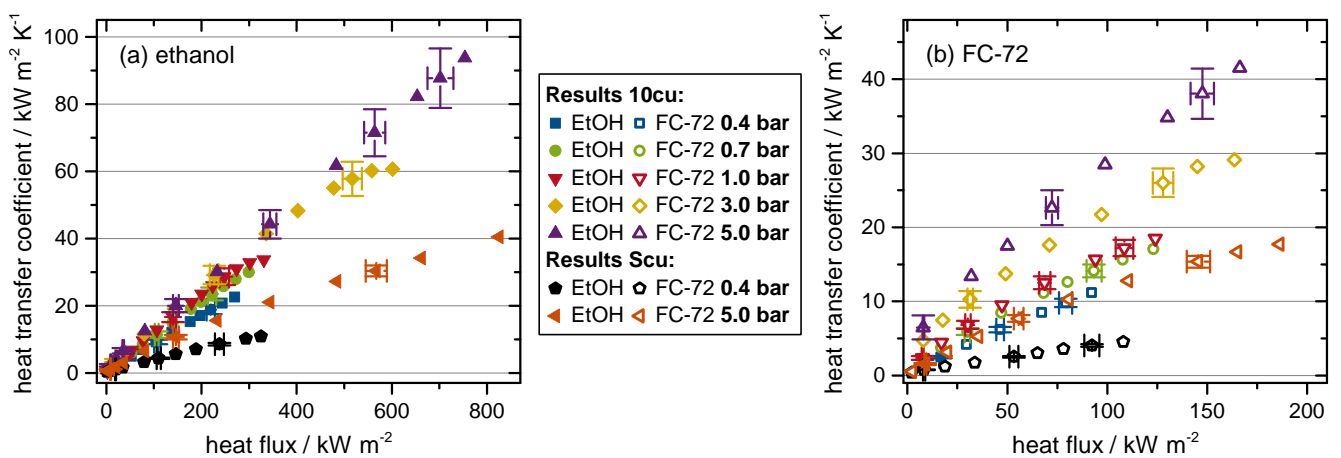 (a) ethanol
heat transfer coefficient / kW m⁻² K⁻¹
100
80
60
40
20
0
0 200 400 600 800
heat flux / kW m⁻²
Results 10cu:
EtOH FC-72 0.4 bar
EtOH FC-72 0.7 bar
EtOH FC-72 1.0 bar
EtOH FC-72 3.0 bar
EtOH FC-72 5.0 bar
Results Scu:
EtOH FC-72 0.4 bar
EtOH FC-72 5.0 bar
(b) FC-72
heat transfer coefficient / kW m⁻² K⁻¹
40
30
20
10
0
0 50 100 150 200
heat flux / kW m⁻²